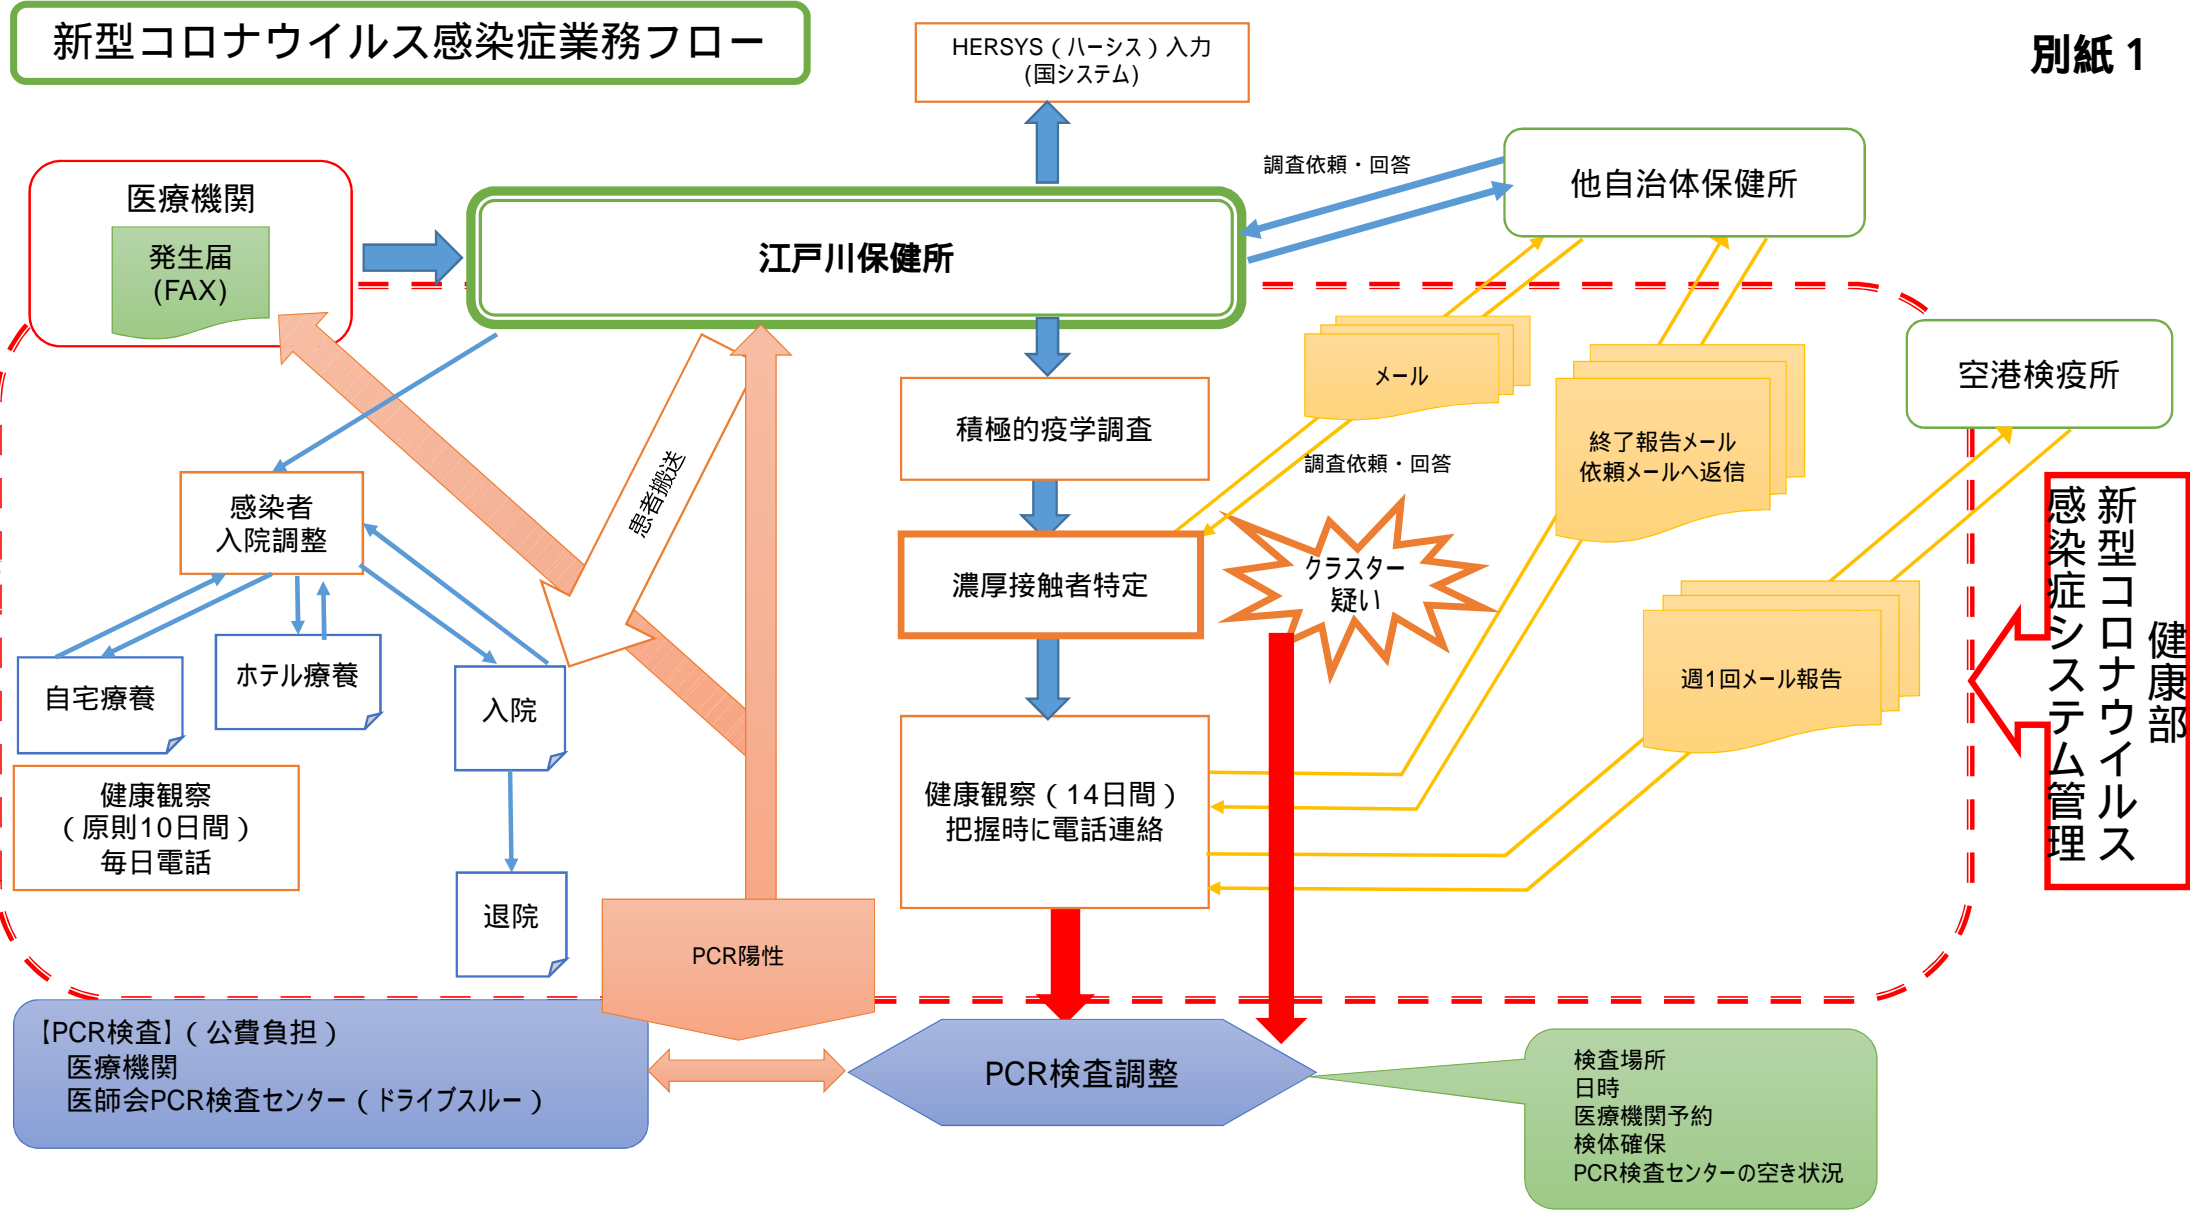 新型コロナウイルス感染症業務フロー
別紙１
HERSYS（ハーシス）入力
(国システム)
調査依頼・回答
他自治体保健所
医療機関
発生届
(FAX)
江戸川保健所
空港検疫所
メール
積極的疫学調査
終了報告メール
依頼メールへ返信
調査依頼・回答
患者搬送
感染者
入院調整
濃厚接触者特定
クラスター
疑い
健康部
新型コロナウイルス
感染症システム管理
自宅療養
ホテル療養
入院
週1回メール報告
健康観察
（原則10日間）
毎日電話
健康観察（14日間）
把握時に電話連絡
退院
PCR陽性
【PCR検査】（公費負担）
医療機関
医師会PCR検査センター（ドライブスルー）
PCR検査調整
検査場所
日時
医療機関予約
検体確保
PCR検査センターの空き状況